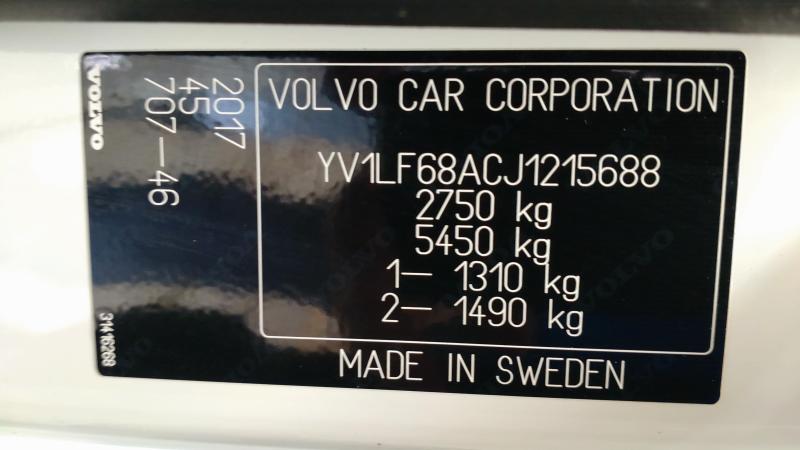 VOLVO
2017
45
707-46
31416268
VOLVO CAR CORPORATION
YV1LF68ACJ1215688
2750 kg
5450 kg
1- 1310 kg
2- 1490 kg
MADE IN SWEDEN